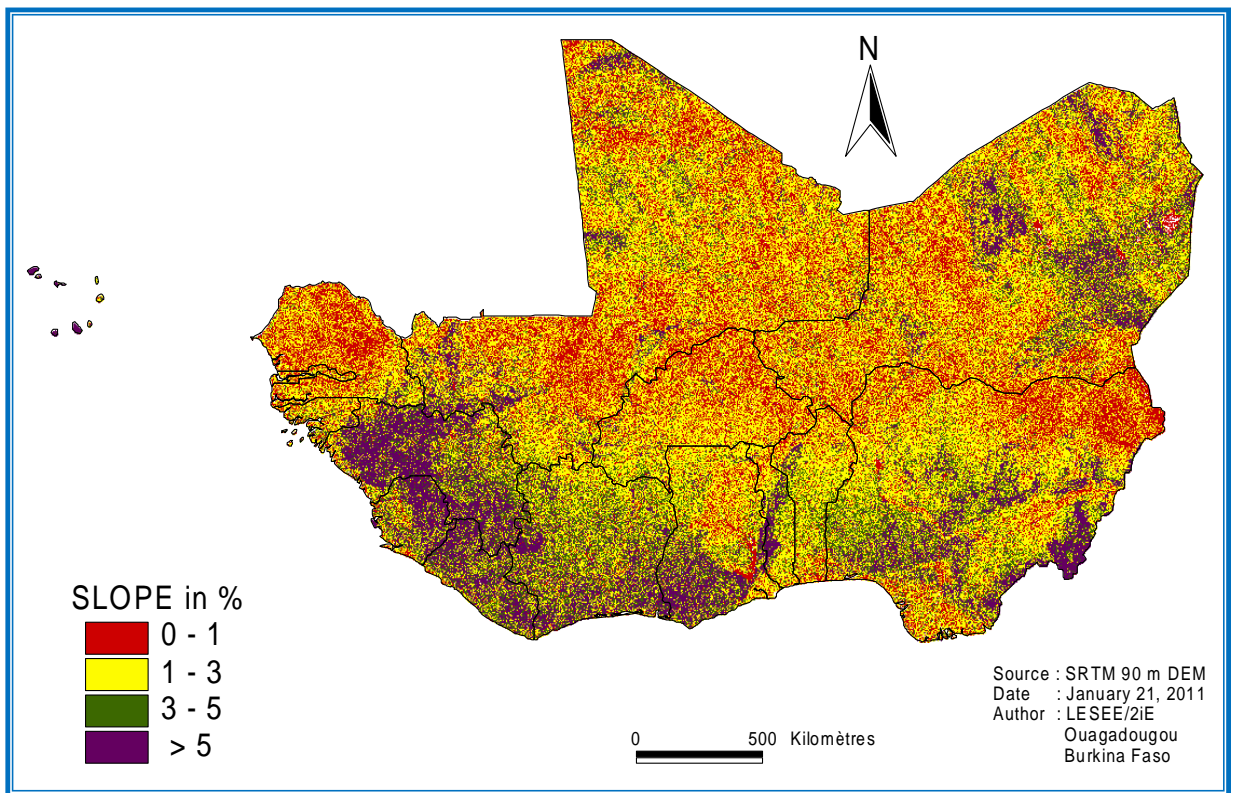 N
SLOPE in %
0 - 1
1 - 3
3 - 5
> 5
0 500 Kilomètres
Source : SRTM 90 m DEM
Date : January 21, 2011
Author : LESEE/2iE
Ouagadougou
Burkina Faso